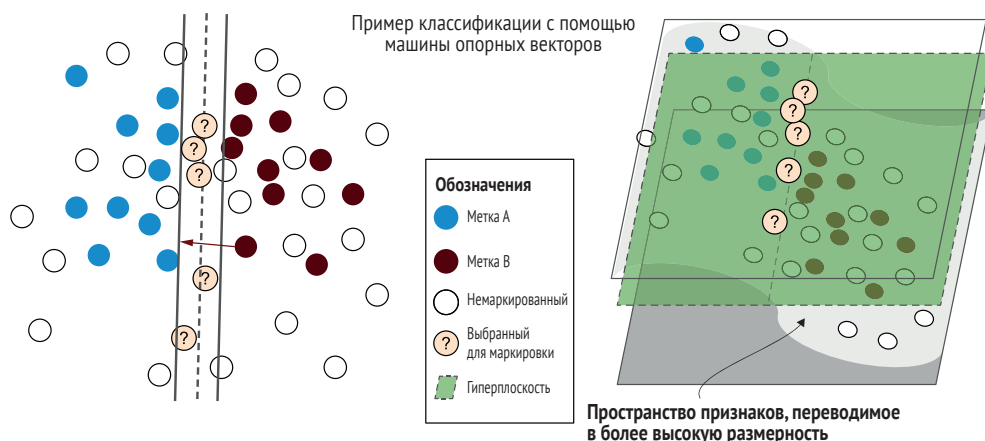 Пример классификации с помощью
машины опорных векторов
?
?
?
?
?
Обозначения
Метка A
Метка B
Немаркированный
?
Выбранный
для маркировки
Гиперплоскость
?
?
?
?
?
Пространство признаков, переводимое
в более высокую размерность